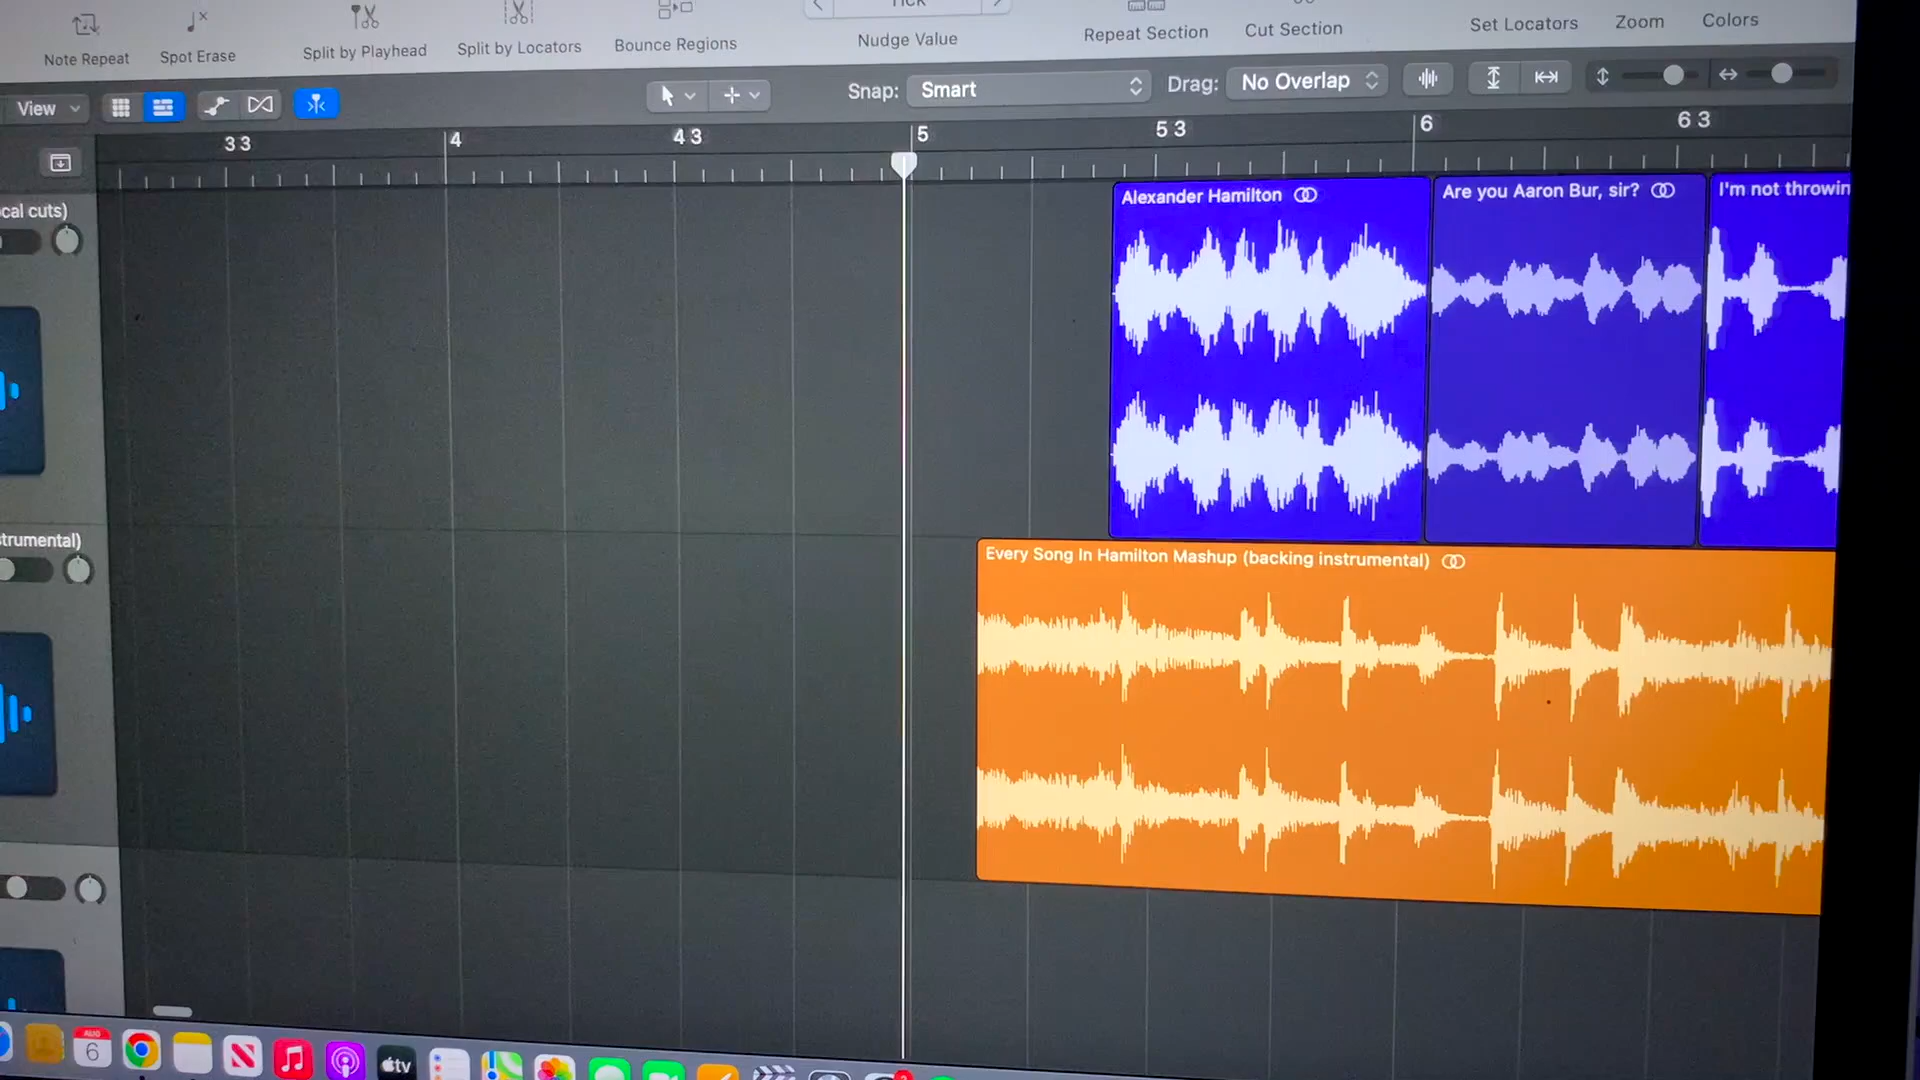 Note Repeat
Spot Erase
Split by Playhead
Split by Locators
Bounce Regions
Nudge Value
Repeat Section
Cut Section
Set Locators
Zoom
Colors
View
Snap: Smart
Drag: No Overlap
3 3
4
4 3
5
5 3
6
6 3
cal cuts)
Alexander Hamilton
Are you Aaron Bur, sir?
I'm not throwin
trumental)
Every Song In Hamilton Mashup (backing instrumental)
AUG
6
tv